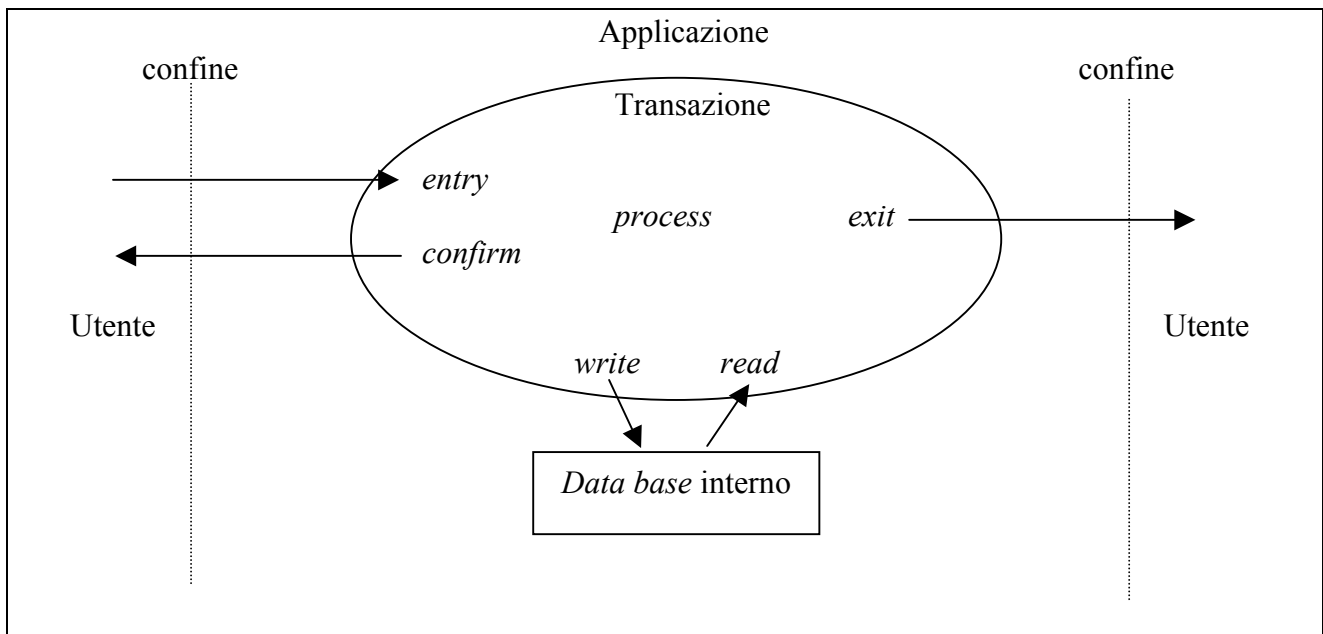 Applicazione
confine
confine
Transazione
entry
process
exit
confirm
Utente
Utente
write
read
Data base interno